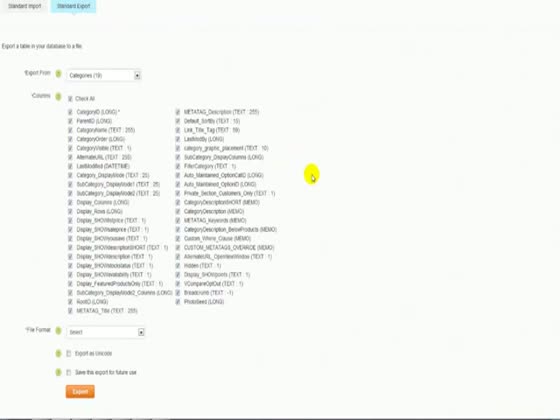 Standard Import
Standard Export
Export a table in your database to a file.
*Export From
Categories (19)
*Columns
Check All
CategoryID (LONG) *
ParentID (LONG)
CategoryName (TEXT : 255)
CategoryOrder (LONG)
CategoryVisible (TEXT : 1)
AlternateURL (TEXT : 255)
LastModified (DATETIME)
Category_DisplayMode (TEXT : 25)
SubCategory_DisplayMode1 (TEXT : 25)
SubCategory_DisplayMode2 (TEXT : 25)
Display_Columns (LONG)
Display_Rows (LONG)
Display_SHOWlistprice (TEXT : 1)
Display_SHOWsaleprice (TEXT : 1)
Display_SHOWyousave (TEXT : 1)
Display_SHOWdescriptionSHORT (TEXT : 1)
Display_SHOWdescription (TEXT : 1)
Display_SHOWstockstatus (TEXT : 1)
Display_SHOWavailability (TEXT : 1)
Display_FeaturedProductsOnly (TEXT : 1)
SubCategory_DisplayMode2_Columns (LONG)
RootID (LONG)
METATAG_Title (TEXT : 255)
METATAG_Description (TEXT : 255)
Default_SortBy (TEXT : 15)
Link_Title_Tag (TEXT : 50)
LastModBy (LONG)
category_graphic_placement (TEXT : 10)
SubCategory_DisplayColumns (LONG)
FilterCategory (TEXT : 1)
Auto_Maintained_OptionCatID (LONG)
Auto_Maintained_OptionID (LONG)
Private_Section_Customers_Only (TEXT : 1)
CategoryDescriptionSHORT (MEMO)
CategoryDescription (MEMO)
METATAG_Keywords (MEMO)
CategoryDescription_BelowProducts (MEMO)
Custom_Where_Clause (MEMO)
CUSTOM_METATAGS_OVERRIDE (MEMO)
AlternateURL_OpenNewWindow (TEXT : 1)
Hidden (TEXT : 1)
Display_SHOWpoints (TEXT : 1)
VCompareOptOut (TEXT : 1)
Breadcrumb (TEXT : -1)
PhotoSeed (LONG)
*File Format
Select
Export as Unicode
Save this export for future use
Export